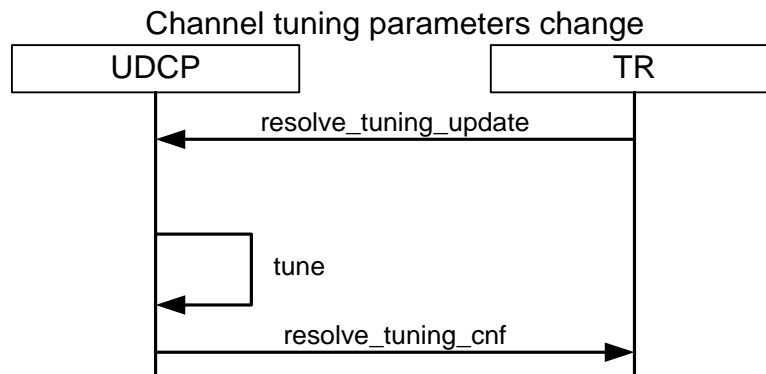 Channel tuning parameters change
UDCP
TR
resolve_tuning_update
tune
resolve_tuning_cnf